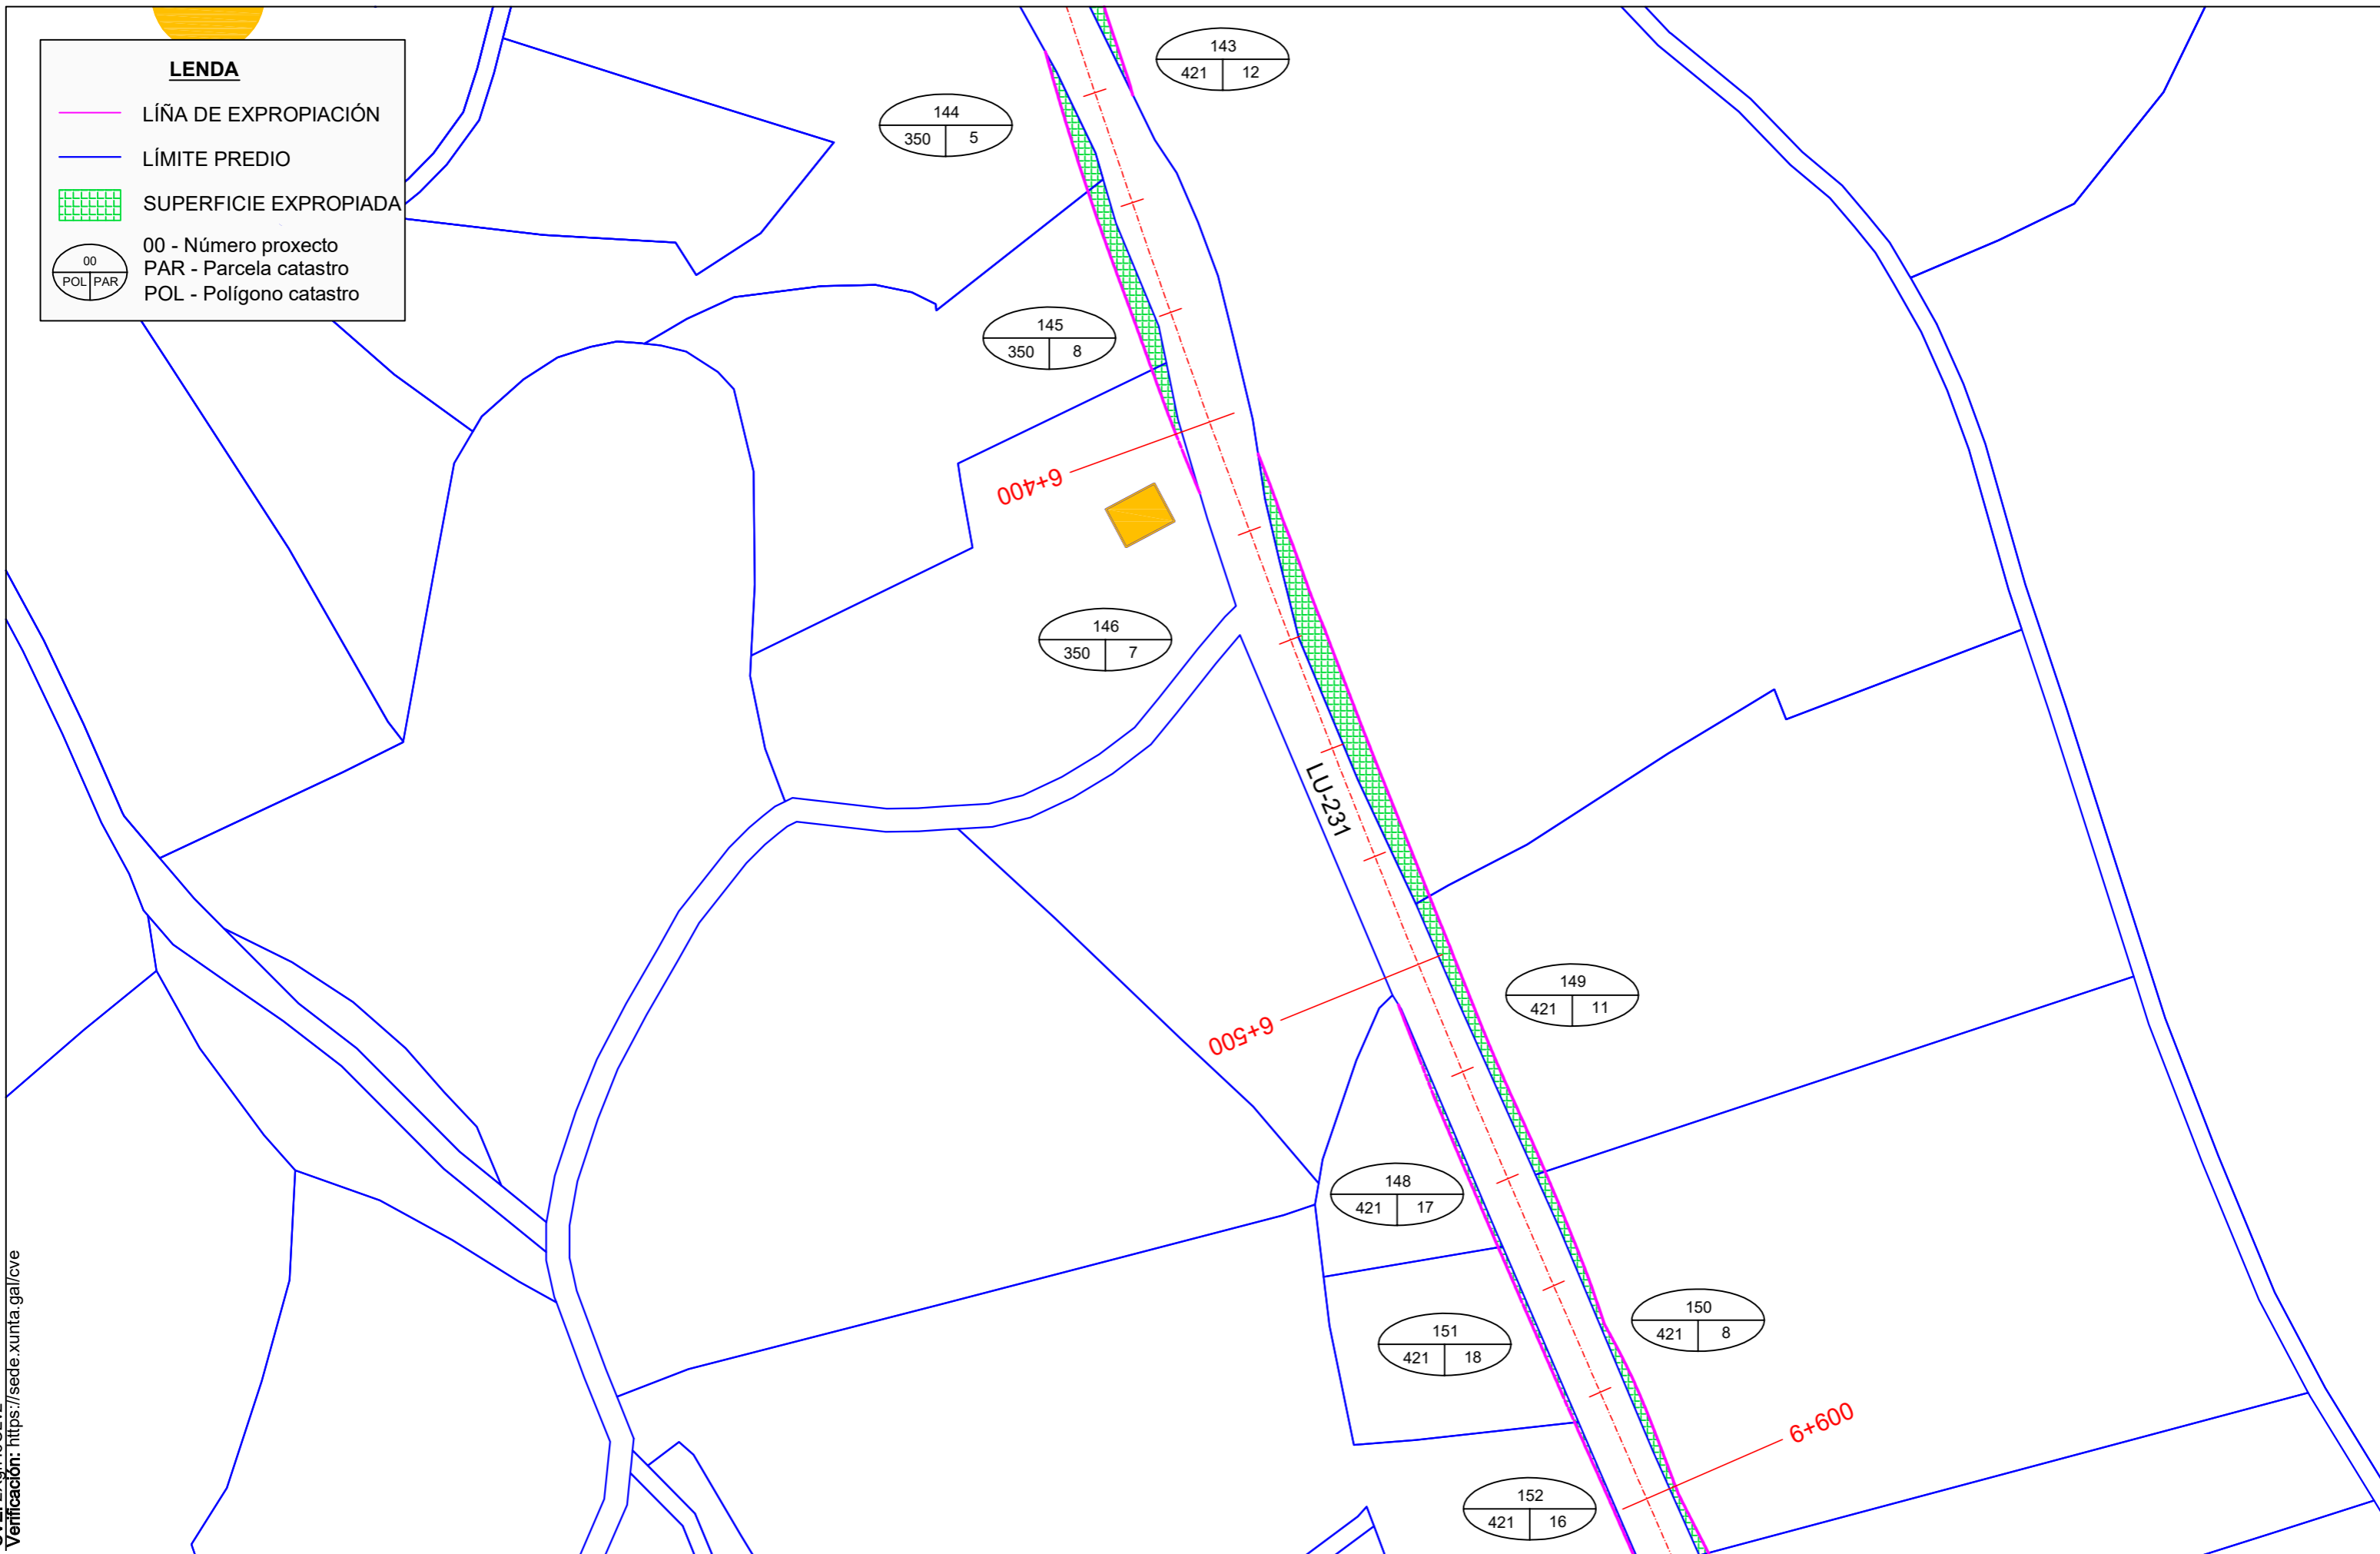 LENDA
LÍÑA DE EXPROPIACIÓN
LÍMITE PREDIO
SUPERFICIE EXPROPIADA
00
POL PAR
00 - Número proxecto
PAR - Parcela catastro
POL - Polígono catastro
143
421 12
144
350 5
145
350 8
6+400
146
350 7
LU-231
149
421 11
6+500
148
421 17
150
421 8
151
421 18
6+600
152
421 16
Verificación: https://sede.xunta.gal/cve